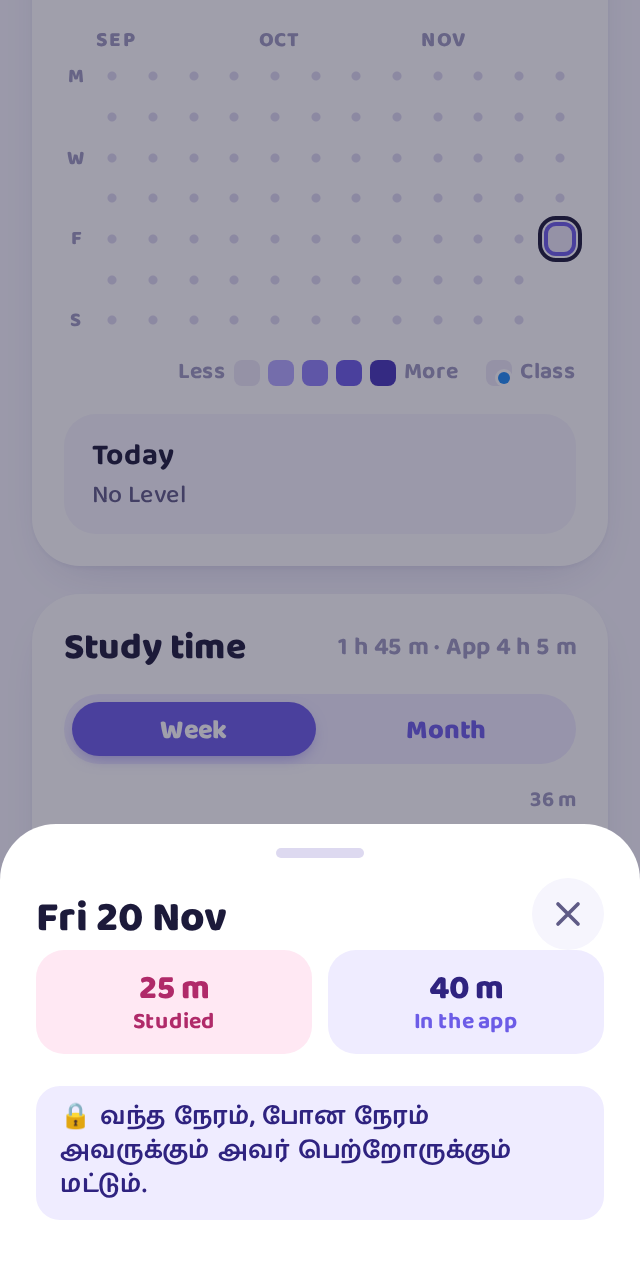 SEP OCT NOV
M
W
F
S
Less More Class
Today
No Level
Study time 1 h 45 m · App 4 h 5 m
Week Month
36 m
Fri 20 Nov
25 m 40 m
Studied In the app
🔒 வந்த நேரம், போன நேரம்
அவருக்கும் அவர் பெற்றோருக்கும்
மட்டும்.